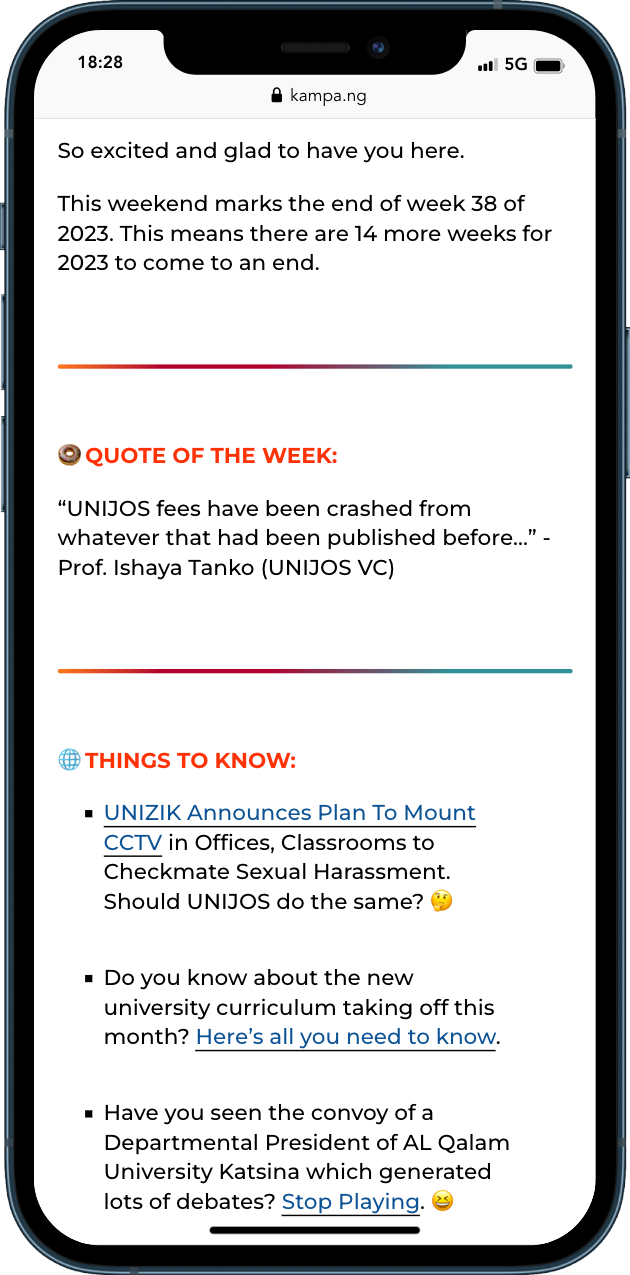 18:28
5G
kampa.ng
So excited and glad to have you here.
This weekend marks the end of week 38 of
2023. This means there are 14 more weeks for
2023 to come to an end.
QUOTE OF THE WEEK:
“UNIJOS fees have been crashed from
whatever that had been published before...” -
Prof. Ishaya Tanko (UNIJOS VC)
THINGS TO KNOW:
UNIZIK Announces Plan To Mount
CCTV in Offices, Classrooms to
Checkmate Sexual Harassment.
Should UNIJOS do the same? 🤔
Do you know about the new
university curriculum taking off this
month? Here’s all you need to know.
Have you seen the convoy of a
Departmental President of AL Qalam
University Katsina which generated
lots of debates? Stop Playing. 😆